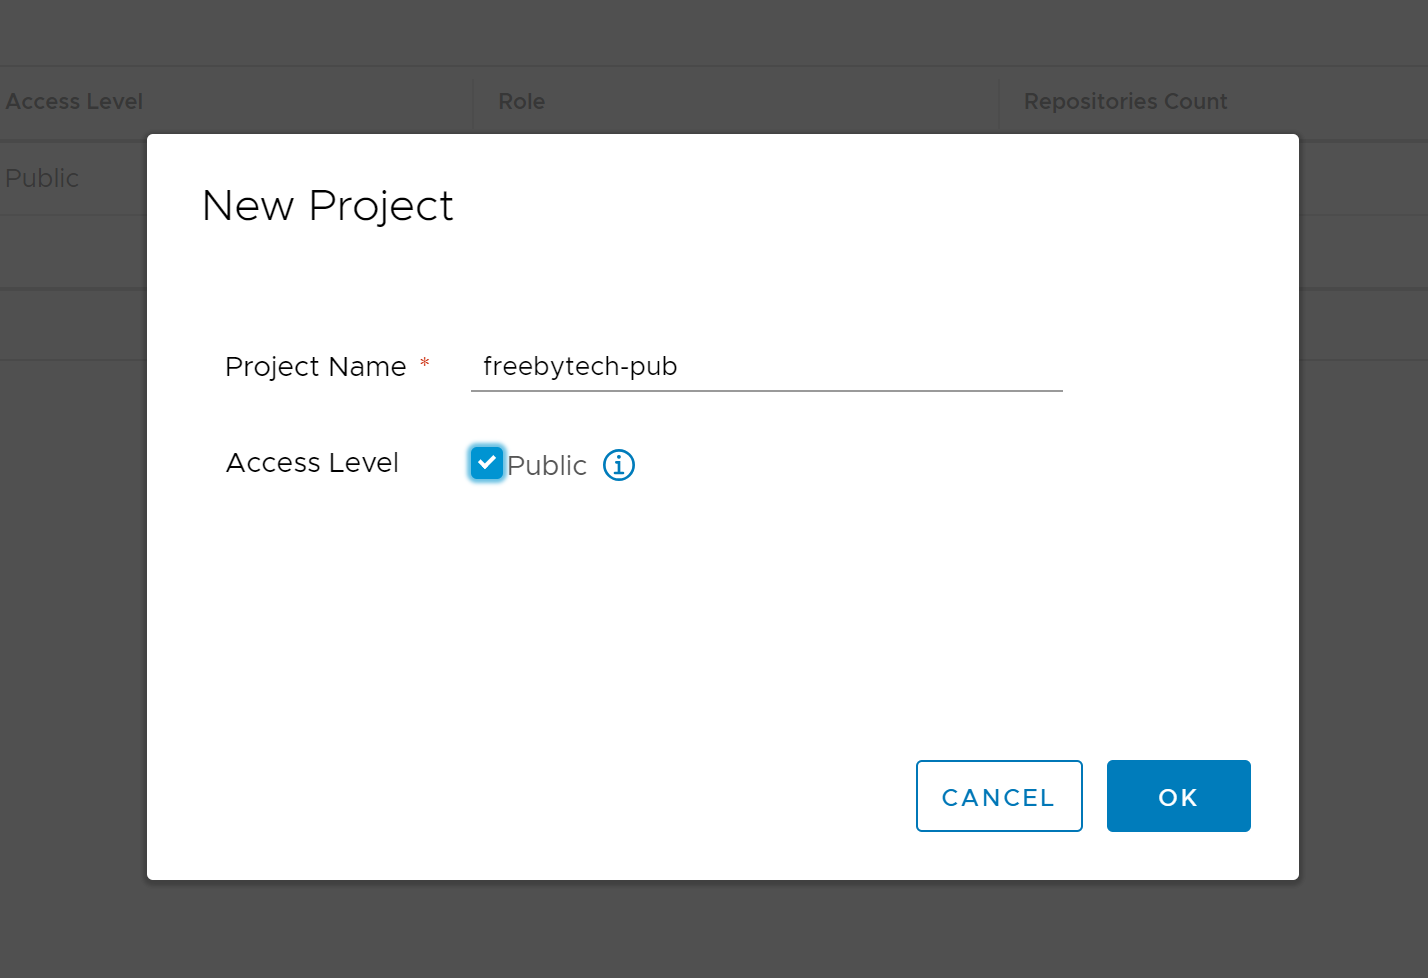 Access Level Role Repositories Count
Public
New Project
Project Name * freebytech-pub
Access Level Public
CANCEL OK